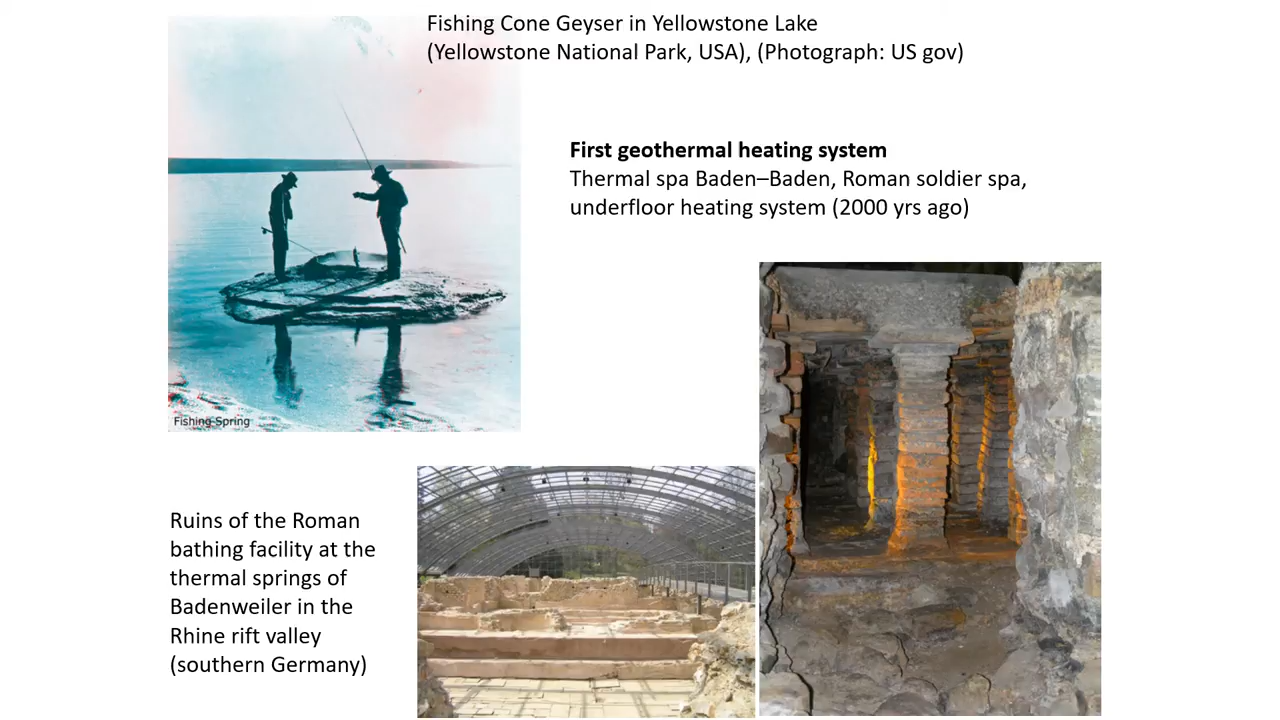 Fishing Cone Geyser in Yellowstone Lake
(Yellowstone National Park, USA), (Photograph: US gov)
First geothermal heating system
Thermal spa Baden–Baden, Roman soldier spa,
underfloor heating system (2000 yrs ago)
Fishing Spring
Ruins of the Roman
bathing facility at the
thermal springs of
Badenweiler in the
Rhine rift valley
(southern Germany)